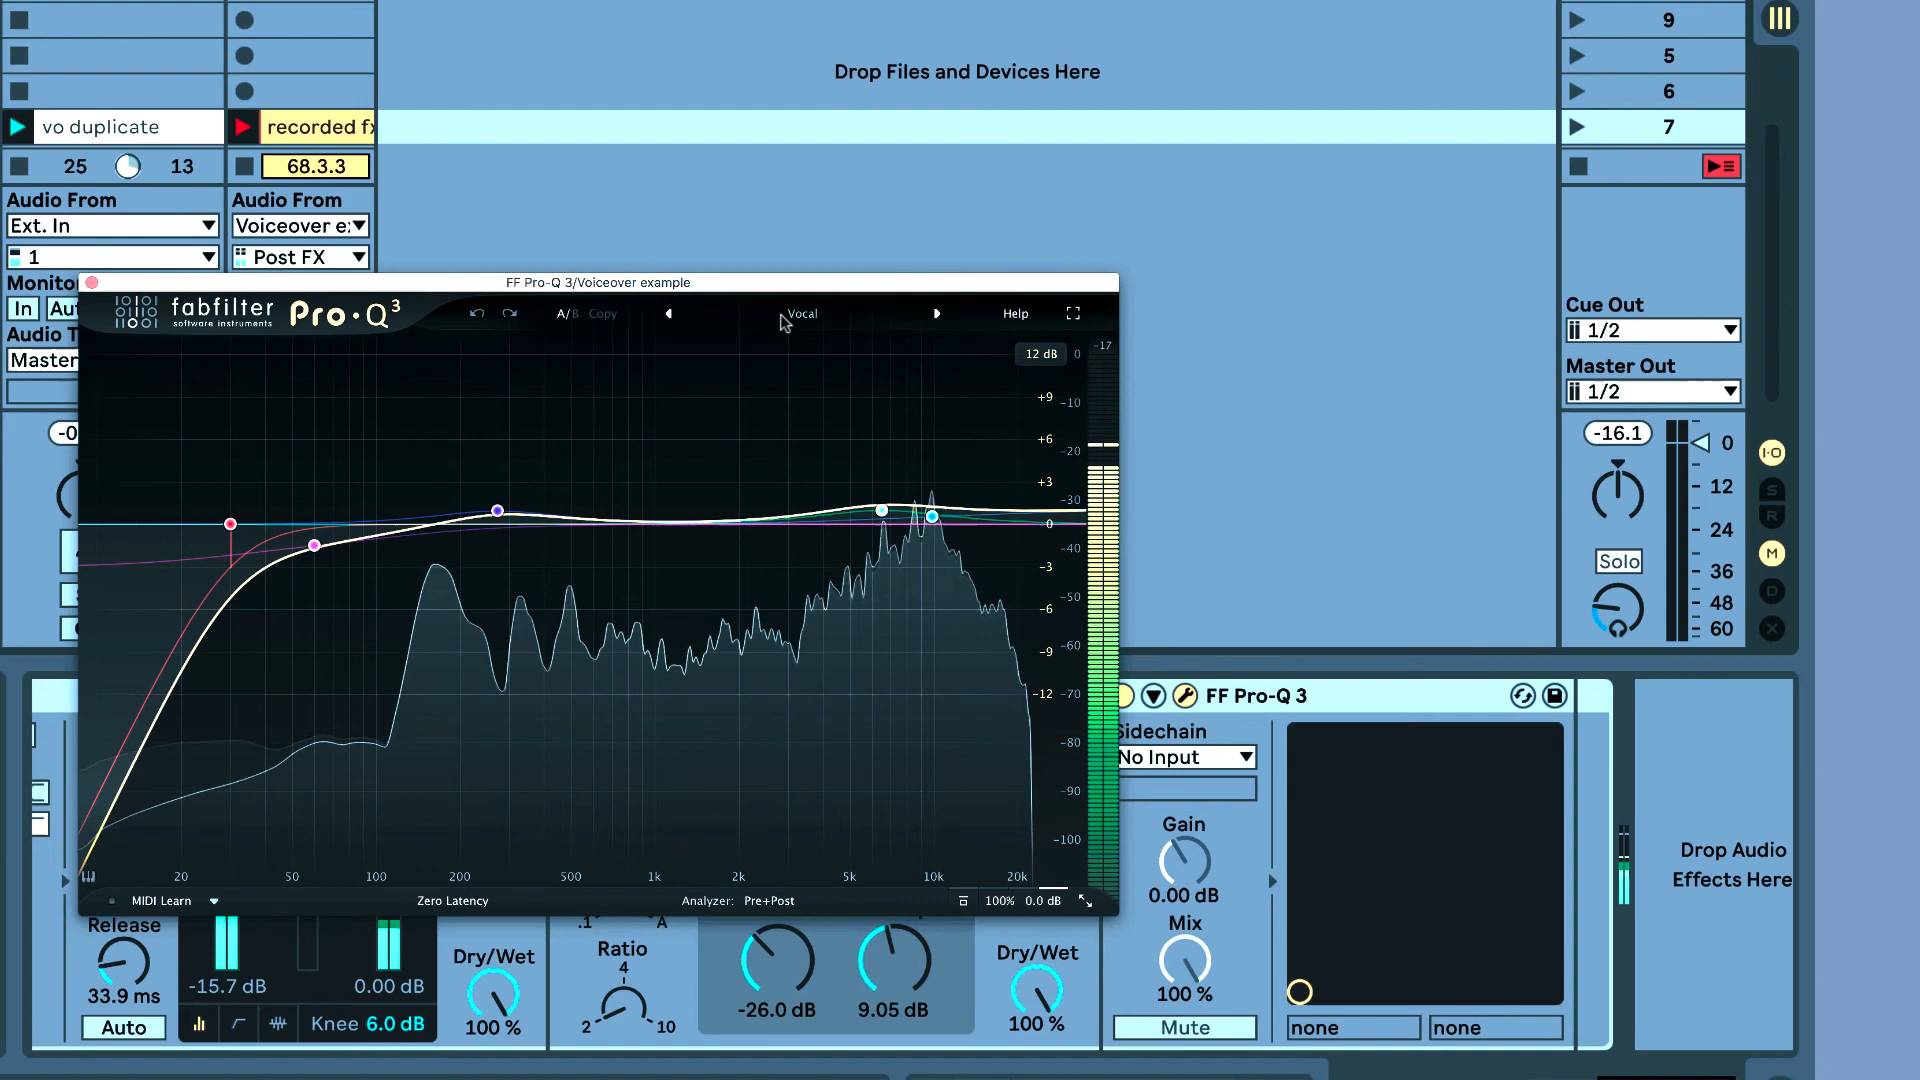 9
Drop Files and Devices Here
5
6
vo duplicate
recorded fx
7
25
13
68.3.3
Audio From
Audio From
Ext. In
Voiceover e
1
Post FX
Monito
In
Aut
FF Pro-Q 3/Voiceover example
fabfilter
software instruments
Pro·Q3
A/B
Copy
Vocal
Help
Audio T
Master
12 dB
0
-17
+9
-10
+6
-20
+3
-30
0
-40
-3
-50
-6
-60
-9
-12
-70
-80
-90
-100
20
50
100
200
500
1k
2k
5k
10k
20k
MIDI Learn
Zero Latency
Analyzer:
Pre+Post
100%
0.0 dB
Cue Out
1/2
Master Out
1/2
-0
-16.1
0
12
24
Solo
36
48
60
I·O
S
R
M
D
X
FF Pro-Q 3
Sidechain
No Input
Gain
0.00 dB
Mix
100 %
Mute
none
none
Drop Audio
Effects Here
Release
33.9 ms
Auto
-15.7 dB
0.00 dB
Knee
6.0 dB
Dry/Wet
100 %
.1
A
Ratio
4
2
10
-26.0 dB
9.05 dB
Dry/Wet
100 %